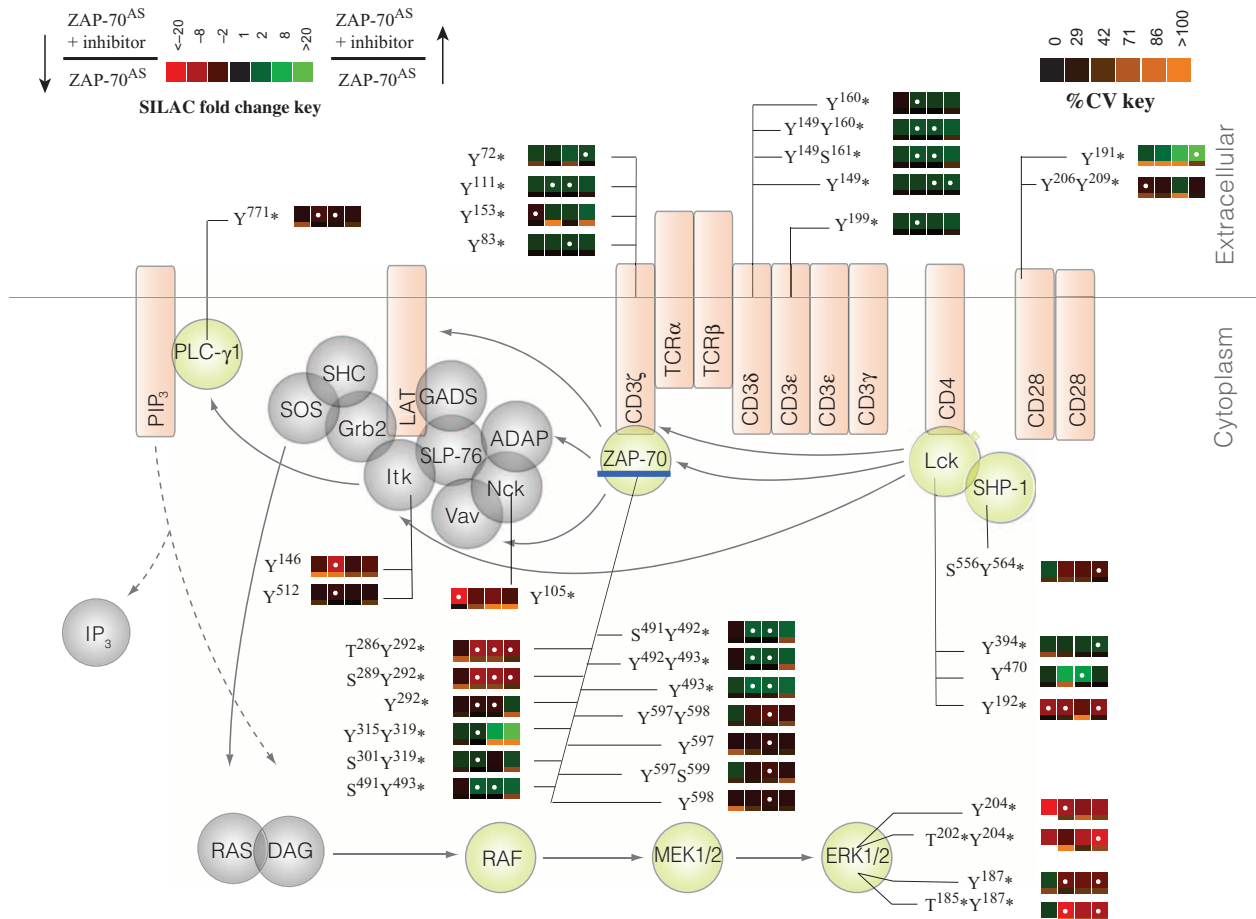 ZAP-70ᴬˢ
+ inhibitor
ZAP-70ᴬˢ
<–20
–8
–2
1
2
8
>20
ZAP-70ᴬˢ
+ inhibitor
ZAP-70ᴬˢ
SILAC fold change key
0
29
42
71
86
>100
%CV key
Extracellular
Cytoplasm
Y¹⁶⁰*
Y¹⁴⁹Y¹⁶⁰*
Y¹⁴⁹S¹⁶¹*
Y¹⁴⁹*
Y¹⁹⁹*
Y⁷²*
Y¹¹¹*
Y¹⁵³*
Y⁸³*
Y¹⁹¹*
Y²⁰⁶Y²⁰⁹*
Y⁷⁷¹*
PIP₃
PLC-γ1
LAT
CD3ζ
TCRα
TCRβ
CD3δ
CD3ε
CD3ε
CD3γ
CD4
CD28
CD28
SHC
SOS
Grb2
GADS
SLP-76
ADAP
Itk
Nck
Vav
ZAP-70
Lck
SHP-1
IP₃
Y¹⁴⁶
Y⁵¹²
Y¹⁰⁵*
S⁵⁵⁶Y⁵⁶⁴*
T²⁸⁶Y²⁹²*
S²⁸⁹Y²⁹²*
Y²⁹²*
Y³¹⁵Y³¹⁹*
S³⁰¹Y³¹⁹*
S⁴⁹¹Y⁴⁹³*
S⁴⁹¹Y⁴⁹²*
Y⁴⁹²Y⁴⁹³*
Y⁴⁹³*
Y⁵⁹⁷Y⁵⁹⁸
Y⁵⁹⁷
Y⁵⁹⁷S⁵⁹⁹
Y⁵⁹⁸
Y³⁹⁴*
Y⁴⁷⁰
Y¹⁹²*
RAS
DAG
RAF
MEK1/2
ERK1/2
Y²⁰⁴*
T²⁰²*Y²⁰⁴*
Y¹⁸⁷*
T¹⁸⁵*Y¹⁸⁷*